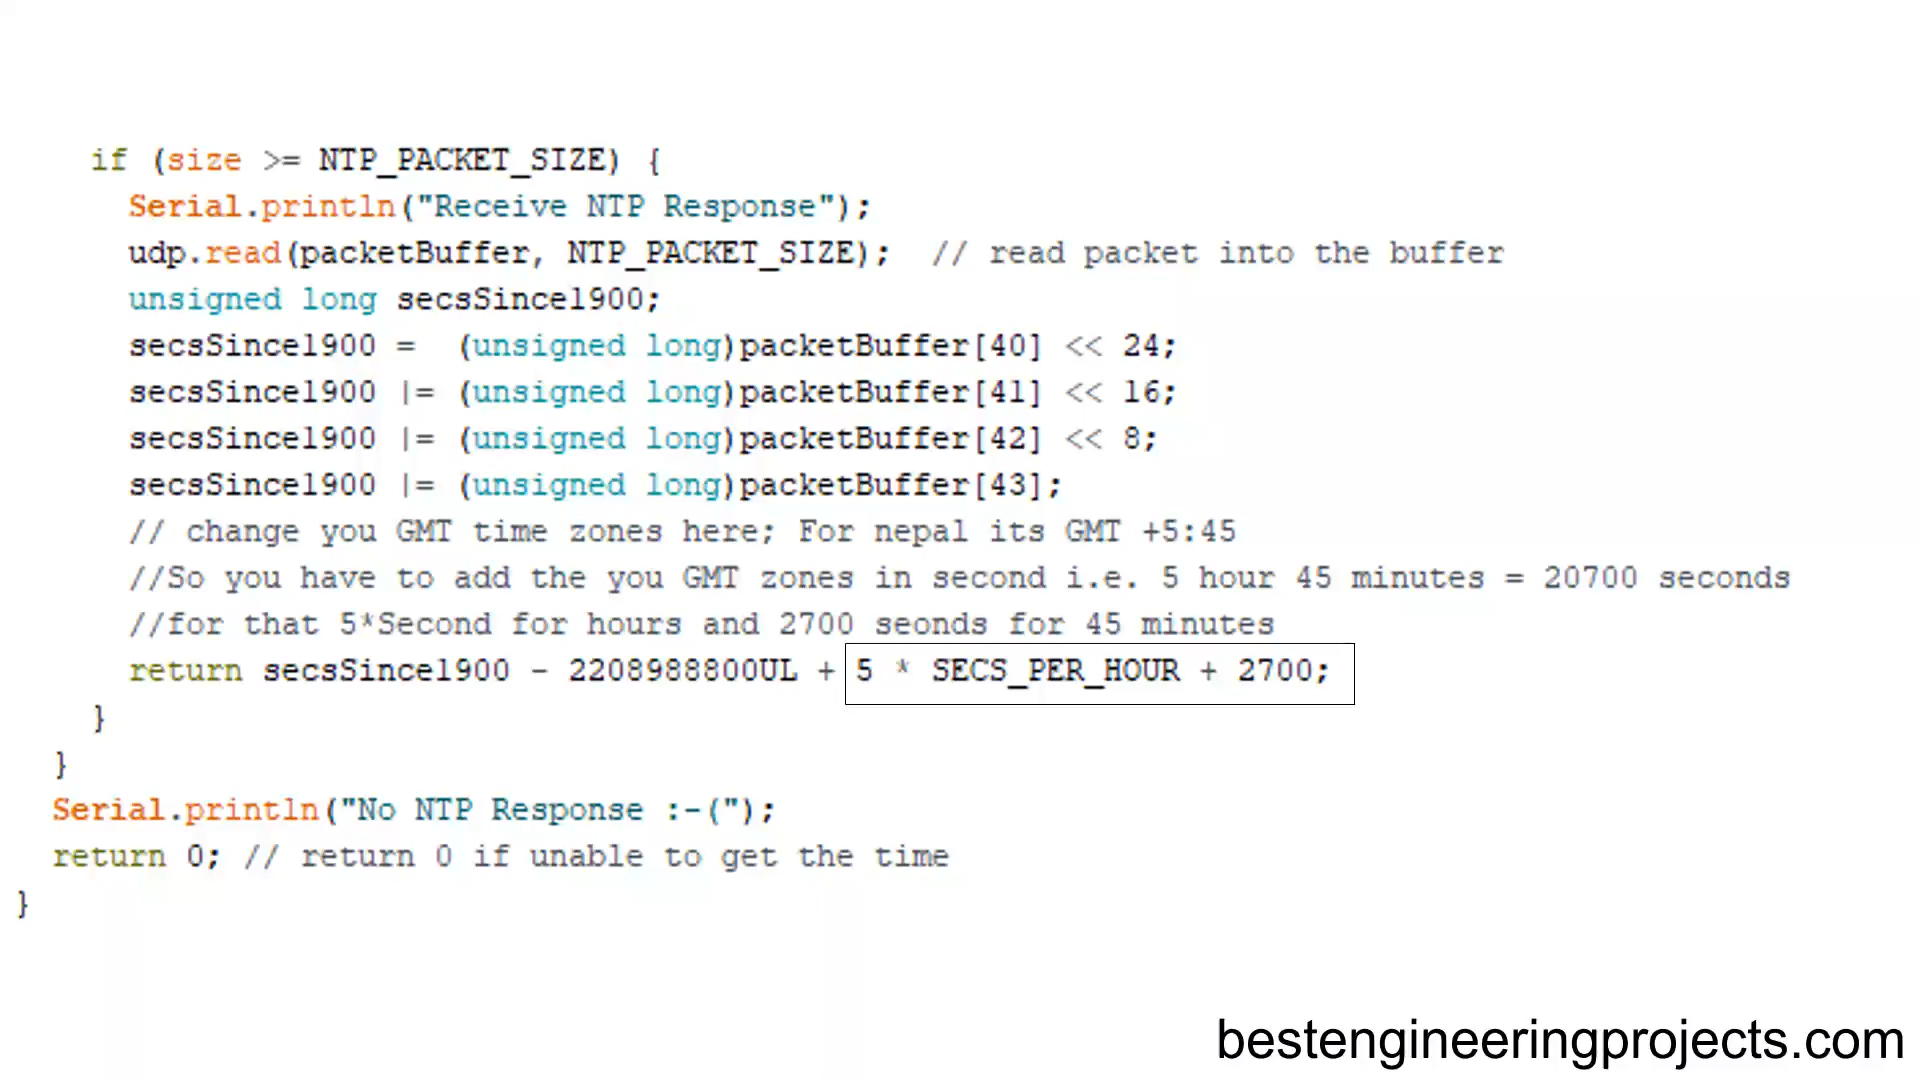 if (size >= NTP_PACKET_SIZE) {
Serial.println("Receive NTP Response");
udp.read(packetBuffer, NTP_PACKET_SIZE);  // read packet into the buffer
unsigned long secsSince1900;
secsSince1900 =  (unsigned long)packetBuffer[40] << 24;
secsSince1900 |= (unsigned long)packetBuffer[41] << 16;
secsSince1900 |= (unsigned long)packetBuffer[42] << 8;
secsSince1900 |= (unsigned long)packetBuffer[43];
// change you GMT time zones here; For nepal its GMT +5:45
//So you have to add the you GMT zones in second i.e. 5 hour 45 minutes = 20700 seconds
//for that 5*Second for hours and 2700 seonds for 45 minutes
return secsSince1900 - 2208988800UL + 5 * SECS_PER_HOUR + 2700;
}
}
Serial.println("No NTP Response :-(");
return 0; // return 0 if unable to get the time
}
bestengineeringprojects.com